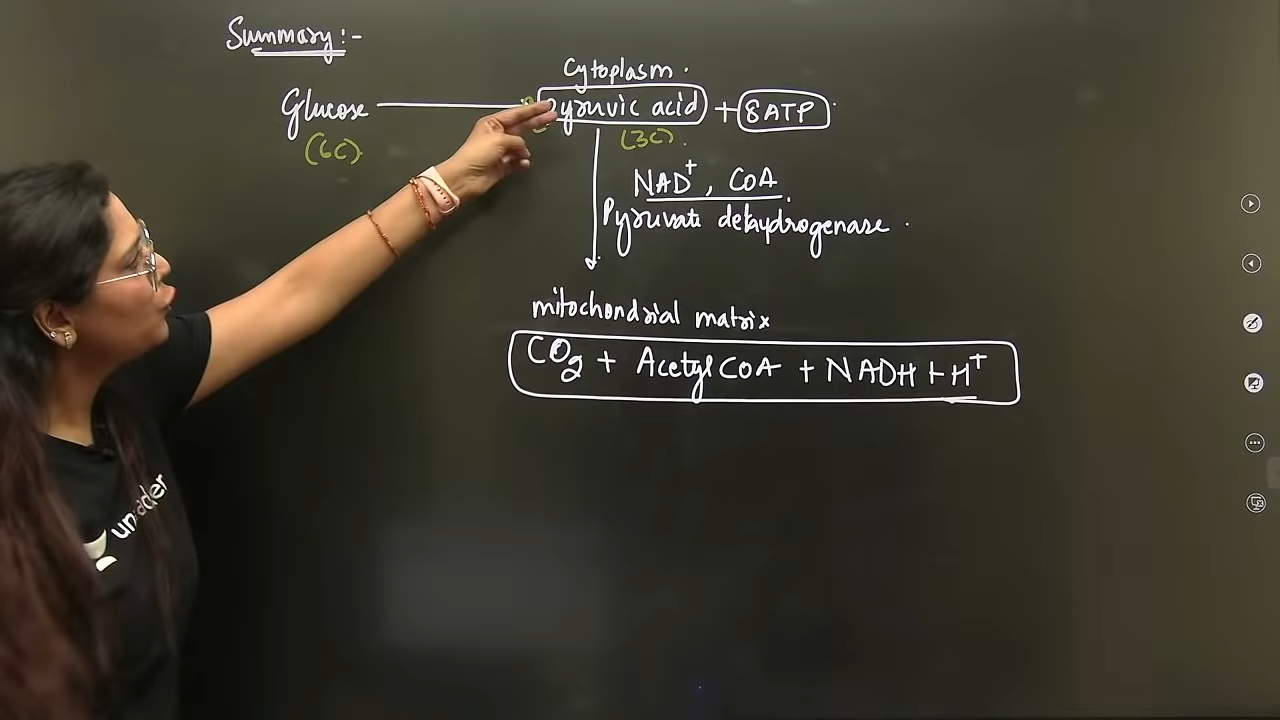 Summary :-
Cytoplasm .
Glucose Pyruvic acid + 8ATP
(6C) (3C) .
NAD+ , CoA
Pyruvate dehydrogenase .
mitochondrial matrix
CO2 + Acetyl CoA + NADH + H+